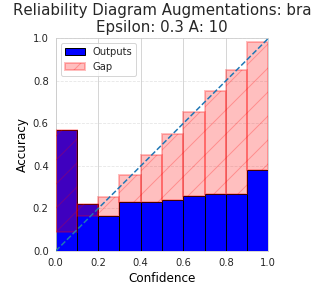 Reliability Diagram Augmentations: bra
Epsilon: 0.3 A: 10
1.0
0.8
0.6
0.4
0.2
0.0
Accuracy
Outputs
Gap
0.0 0.2 0.4 0.6 0.8 1.0
Confidence